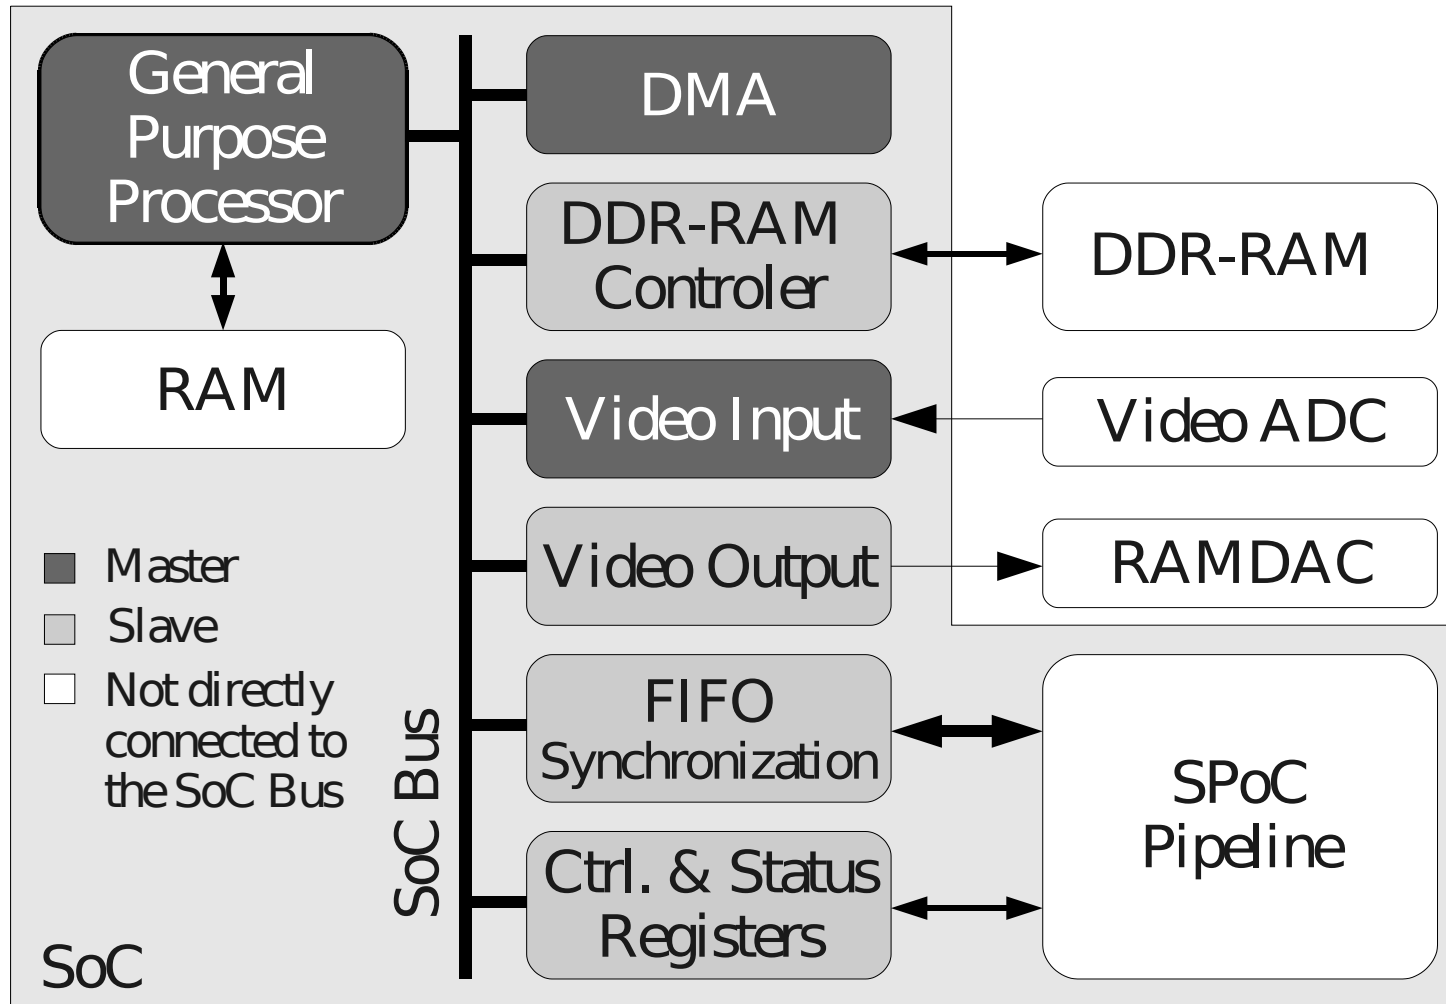 General
Purpose
Processor
RAM
Master
Slave
Not directly
connected to
the SoC Bus
SoC
SoC Bus
DMA
DDR-RAM
Controler
Video Input
Video Output
FIFO
Synchronization
Ctrl. & Status
Registers
DDR-RAM
Video ADC
RAMDAC
SPoC
Pipeline